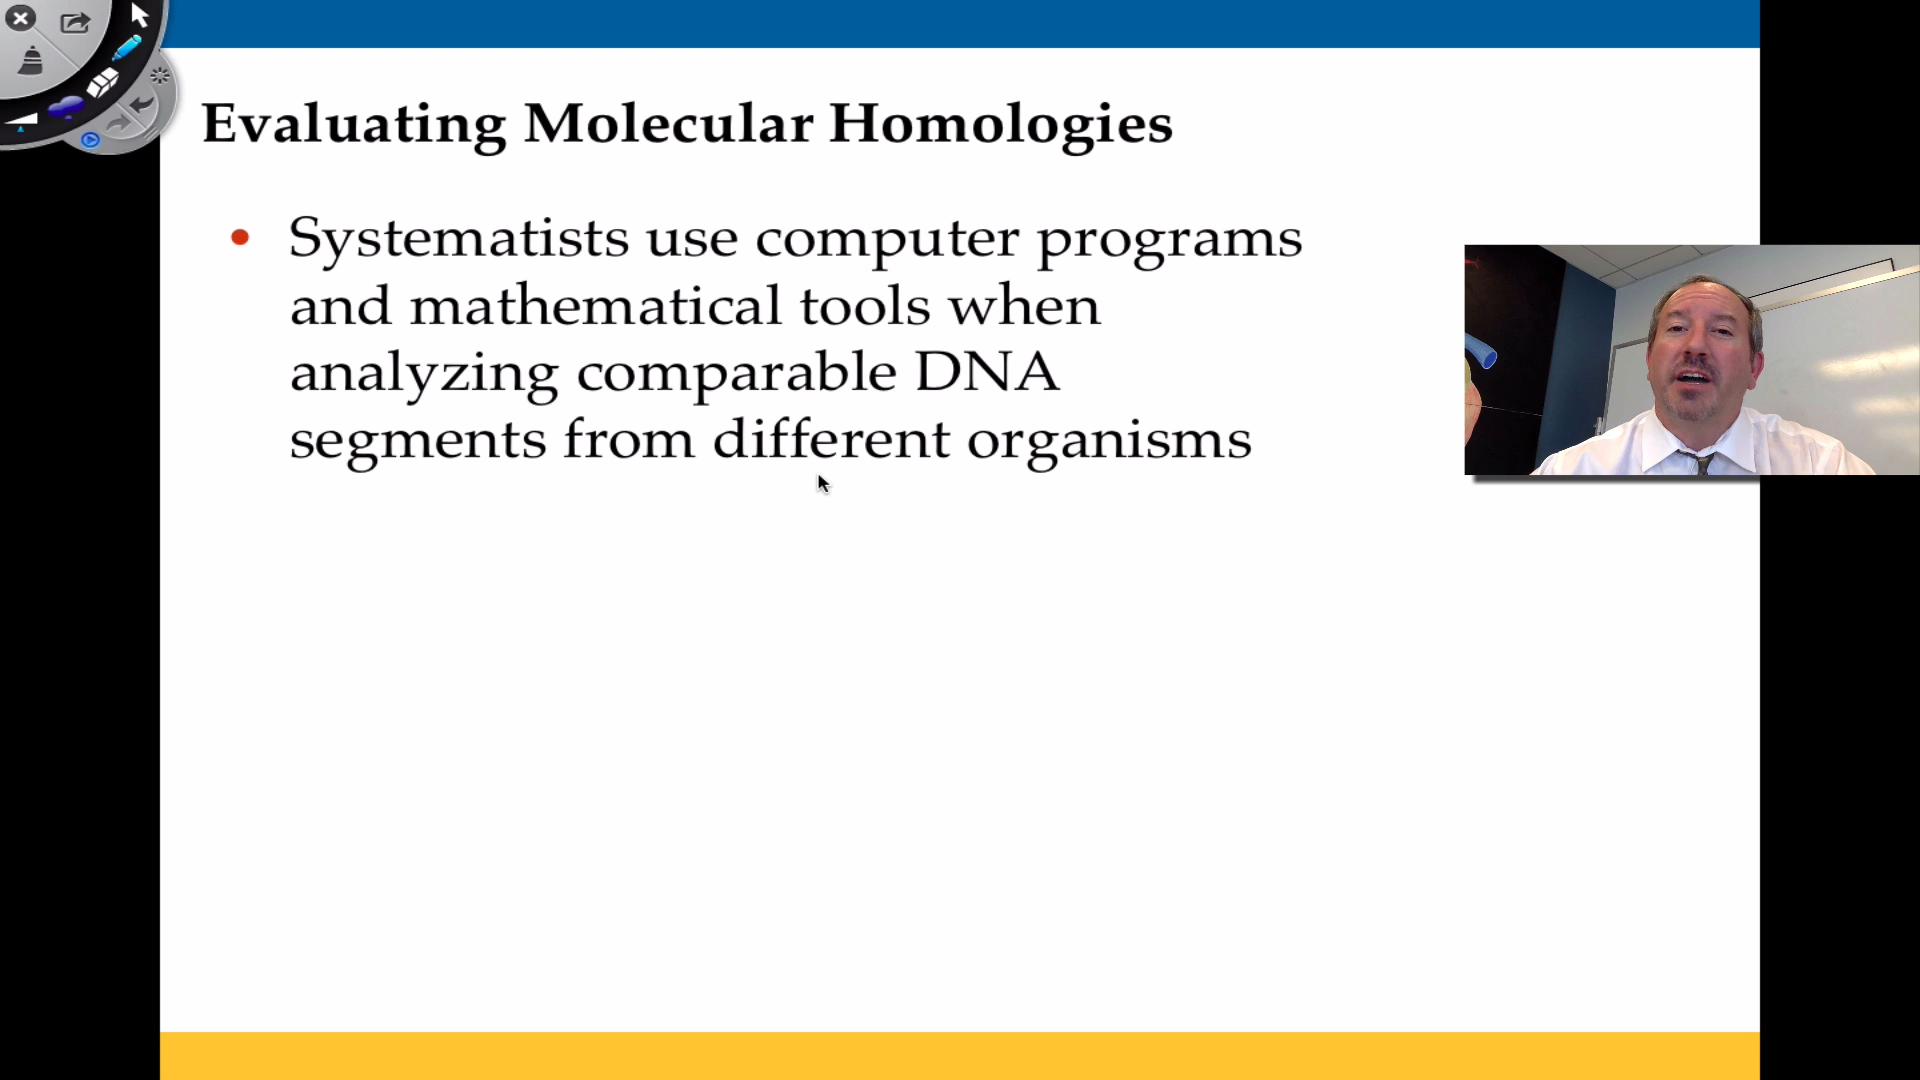 Evaluating Molecular Homologies
• Systematists use computer programs
and mathematical tools when
analyzing comparable DNA
segments from different organisms